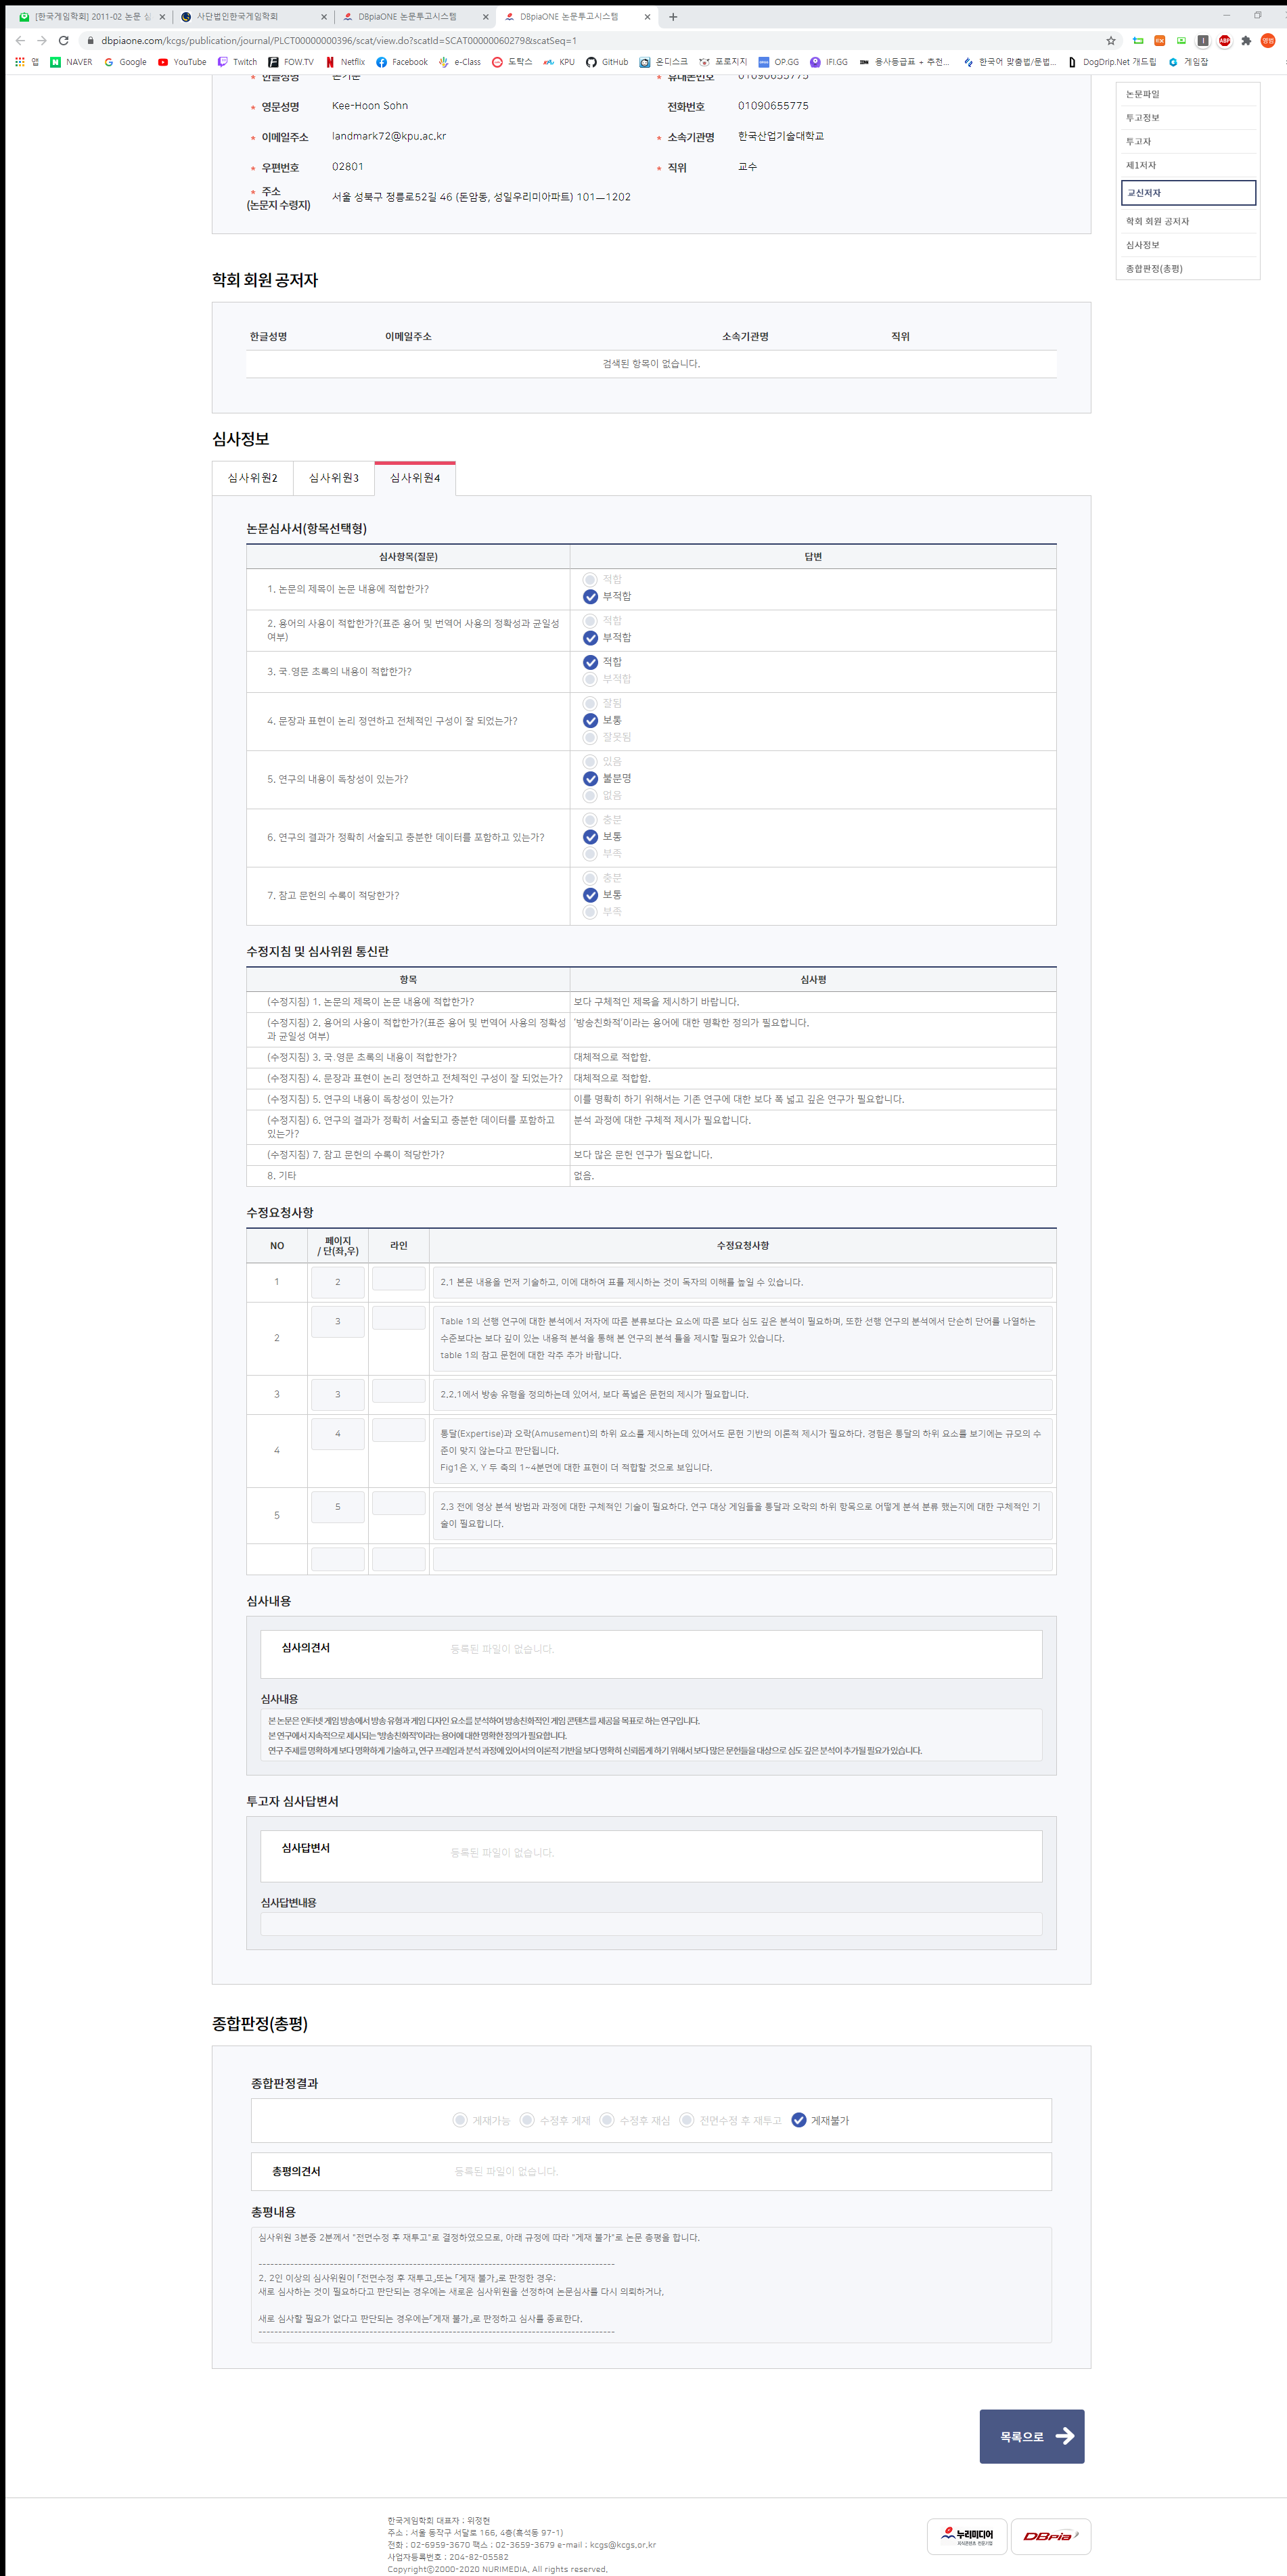 [한국게임학회] 2011-02 논문 심
사단법인한국게임학회
DBpiaONE 논문투고시스템
DBpiaONE 논문투고시스템
dbpiaone.com/kcgs/publication/journal/PLCT00000000396/scat/view.do?scatId=SCAT00000060279&scatSeq=1
앱 NAVER Google YouTube Twitch FOW.TV Netflix Facebook e-Class 도탁스 KPU GitHub 온디스크 포로지지 OP.GG IFI.GG 용사등급표 + 추천... 한국어 맞춤법/문법... DogDrip.Net 개드립 게임잡
* 영문성명 Kee-Hoon Sohn 전화번호 01090655775
* 이메일주소 landmark72@kpu.ac.kr * 소속기관명 한국산업기술대학교
* 우편번호 02801 * 직위 교수
* 주소
(논문지 수령지) 서울 성북구 정릉로52길 46 (돈암동, 성일우리미아파트) 101—1202
논문파일
투고정보
투고자
제1저자
교신저자
학회 회원 공저자
심사정보
종합판정(총평)
학회 회원 공저자
한글성명 이메일주소 소속기관명 직위
검색된 항목이 없습니다.
심사정보
심사위원2 심사위원3 심사위원4
논문심사서(항목선택형)
심사항목(질문) 답변
1. 논문의 제목이 논문 내용에 적합한가?
적합
부적합
2. 용어의 사용이 적합한가?(표준 용어 및 번역어 사용의 정확성과 균일성
여부)
적합
부적합
3. 국.영문 초록의 내용이 적합한가?
적합
부적합
4. 문장과 표현이 논리 정연하고 전체적인 구성이 잘 되었는가?
잘됨
보통
잘못됨
5. 연구의 내용이 독창성이 있는가?
있음
불분명
없음
6. 연구의 결과가 정확히 서술되고 충분한 데이터를 포함하고 있는가?
충분
보통
부족
7. 참고 문헌의 수록이 적당한가?
충분
보통
부족
수정지침 및 심사위원 통신란
항목 심사평
(수정지침) 1. 논문의 제목이 논문 내용에 적합한가? 보다 구체적인 제목을 제시하기 바랍니다.
(수정지침) 2. 용어의 사용이 적합한가?(표준 용어 및 번역어 사용의 정확성 '방송친화적'이라는 용어에 대한 명확한 정의가 필요합니다.
과 균일성 여부)
(수정지침) 3. 국.영문 초록의 내용이 적합한가? 대체적으로 적합함.
(수정지침) 4. 문장과 표현이 논리 정연하고 전체적인 구성이 잘 되었는가? 대체적으로 적합함.
(수정지침) 5. 연구의 내용이 독창성이 있는가? 이를 명확히 하기 위해서는 기존 연구에 대한 보다 폭 넓고 깊은 연구가 필요합니다.
(수정지침) 6. 연구의 결과가 정확히 서술되고 충분한 데이터를 포함하고 분석 과정에 대한 구체적 제시가 필요합니다.
있는가?
(수정지침) 7. 참고 문헌의 수록이 적당한가? 보다 많은 문헌 연구가 필요합니다.
8. 기타 없음.
수정요청사항
NO 페이지 / 단(좌,우) 라인 수정요청사항
1 2 2.1 본문 내용을 먼저 기술하고, 이에 대하여 표를 제시하는 것이 독자의 이해를 높일 수 있습니다.
2 3 Table 1의 선행 연구에 대한 분석에서 저자에 따른 분류보다는 요소에 따른 보다 심도 깊은 분석이 필요하며, 또한 선행 연구의 분석에서 단순히 단어를 나열하는
수준보다는 보다 깊이 있는 내용적 분석을 통해 본 연구의 분석 틀을 제시할 필요가 있습니다.
table 1의 참고 문헌에 대한 각주 추가 바랍니다.
3 3 2.2.1에서 방송 유형을 정의하는데 있어서, 보다 폭넓은 문헌의 제시가 필요합니다.
4 4 통달(Expertise)과 오락(Amusement)의 하위 요소를 제시하는데 있어서도 문헌 기반의 이론적 제시가 필요하다. 경험은 통달의 하위 요소를 보기에는 규모의 수
준이 맞지 않는다고 판단됩니다.
Fig1은 X, Y 두 축의 1~4분면에 대한 표현이 더 적합할 것으로 보입니다.
5 5 2.3 전에 영상 분석 방법과 과정에 대한 구체적인 기술이 필요하다. 연구 대상 게임들을 통달과 오락의 하위 항목으로 어떻게 분석 분류 했는지에 대한 구체적인 기
술이 필요합니다.
심사내용
심사의견서 등록된 파일이 없습니다.
심사내용
본 논문은 인터넷 게임 방송에서 방송 유형과 게임 디자인 요소를 분석하여 방송친화적인 게임 콘텐츠를 제공을 목표로 하는 연구입니다.
본 연구에서 지속적으로 제시되는 '방송친화적'이라는 용어에 대한 명확한 정의가 필요합니다.
연구 주제를 명확하게 보다 명확하게 기술하고, 연구 프레임과 분석 과정에 있어서의 이론적 기반을 보다 명확히 신뢰롭게 하기 위해서 보다 많은 문헌들을 대상으로 심도 깊은 분석이 추가될 필요가 있습니다.
투고자 심사답변서
심사답변서 등록된 파일이 없습니다.
심사답변내용
종합판정(총평)
종합판정결과
게재가능 수정후 게재 수정후 재심 전면수정 후 재투고 게재불가
총평의견서 등록된 파일이 없습니다.
총평내용
심사위원 3분중 2분께서 "전면수정 후 재투고"로 결정하였으므로, 아래 규정에 따라 "게재 불가"로 논문 총평을 합니다.
------------------------------------------------------------------------------------------
2. 2인 이상의 심사위원이 「전면수정 후 재투고」또는 「게재 불가」로 판정한 경우:
새로 심사하는 것이 필요하다고 판단되는 경우에는 새로운 심사위원을 선정하여 논문심사를 다시 의뢰하거나,
새로 심사할 필요가 없다고 판단되는 경우에는「게재 불가」로 판정하고 심사를 종료한다.
------------------------------------------------------------------------------------------
목록으로
한국게임학회 대표자 : 위정현
주소 : 서울 동작구 서달로 166, 4층(흑석동 97-1)
전화 : 02-6959-3670 팩스 : 02-3659-3679 e-mail : kcgs@kcgs.or.kr
사업자등록번호 : 204-82-05582
Copyright©2000-2020 NURIMEDIA. All rights reserved.
누리미디어
DBpia